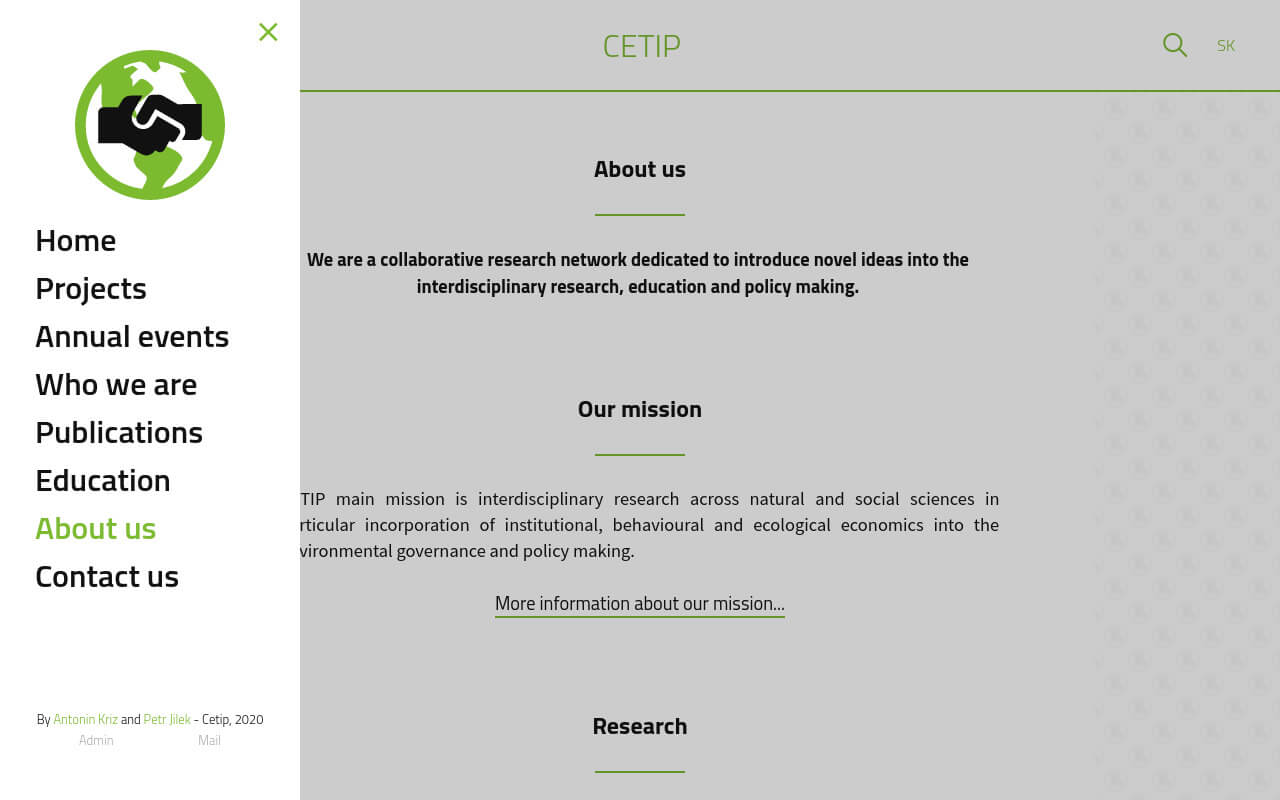 Home
Projects
Annual events
Who we are
Publications
Education
About us
Contact us
By Antonin Kriz and Petr Jilek - Cetip, 2020
Admin Mail
CETIP
SK
About us
We are a collaborative research network dedicated to introduce novel ideas into the
interdisciplinary research, education and policy making.
Our mission
TIP main mission is interdisciplinary research across natural and social sciences in
rticular incorporation of institutional, behavioural and ecological economics into the
vironmental governance and policy making.
More information about our mission...
Research